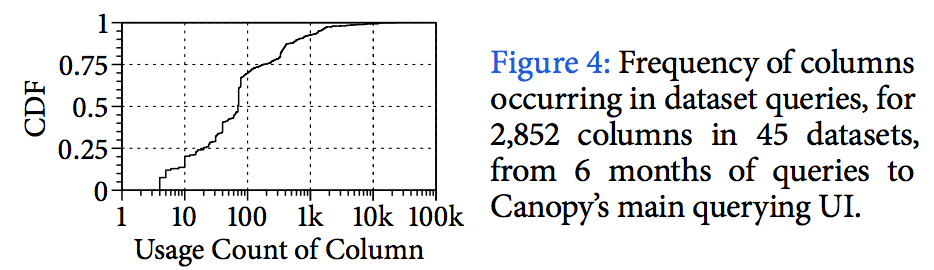 1
0.75
0.5
0.25
0
CDF
1 10 100 1k 10k 100k
Usage Count of Column
Figure 4: Frequency of columns
occurring in dataset queries, for
2,852 columns in 45 datasets,
from 6 months of queries to
Canopy's main querying UI.